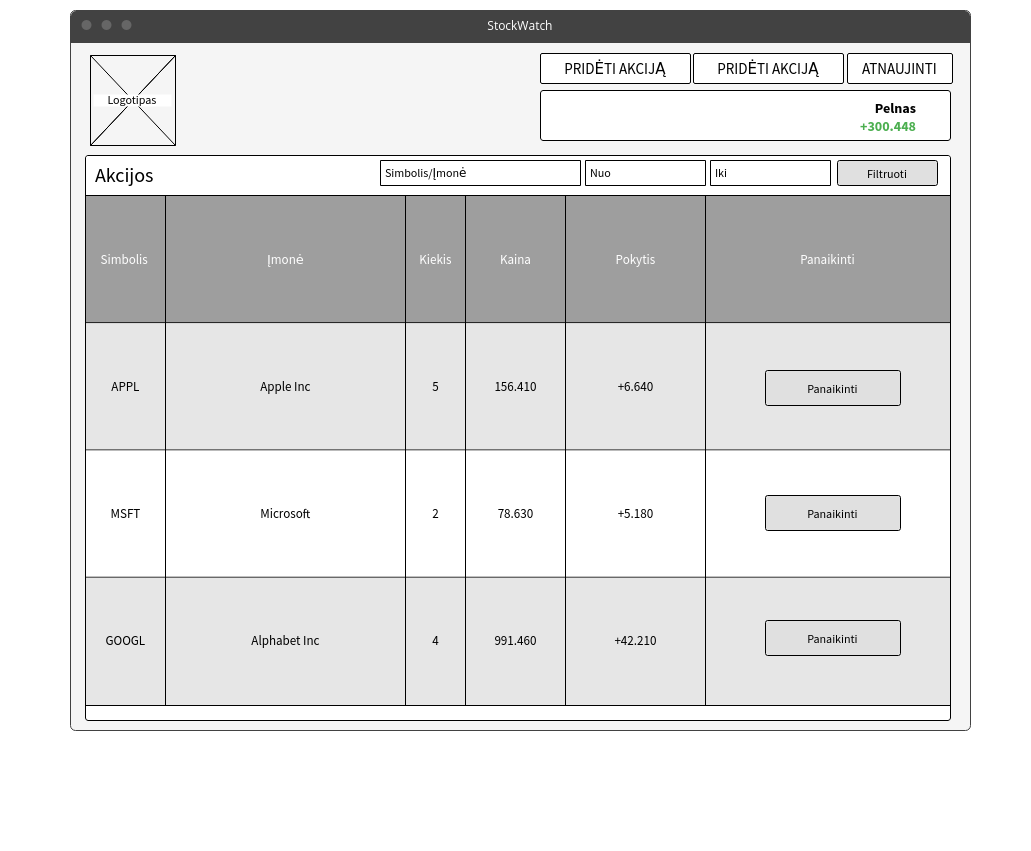 StockWatch
Logotipas
PRIDĖTI AKCIJĄ PRIDĖTI AKCIJĄ ATNAUJINTI
Pelnas
+300.448
Akcijos Simbolis/Įmonė Nuo Iki Filtruoti
Simbolis Įmonė Kiekis Kaina Pokytis Panaikinti
APPL Apple Inc 5 156.410 +6.640 Panaikinti
MSFT Microsoft 2 78.630 +5.180 Panaikinti
GOOGL Alphabet Inc 4 991.460 +42.210 Panaikinti